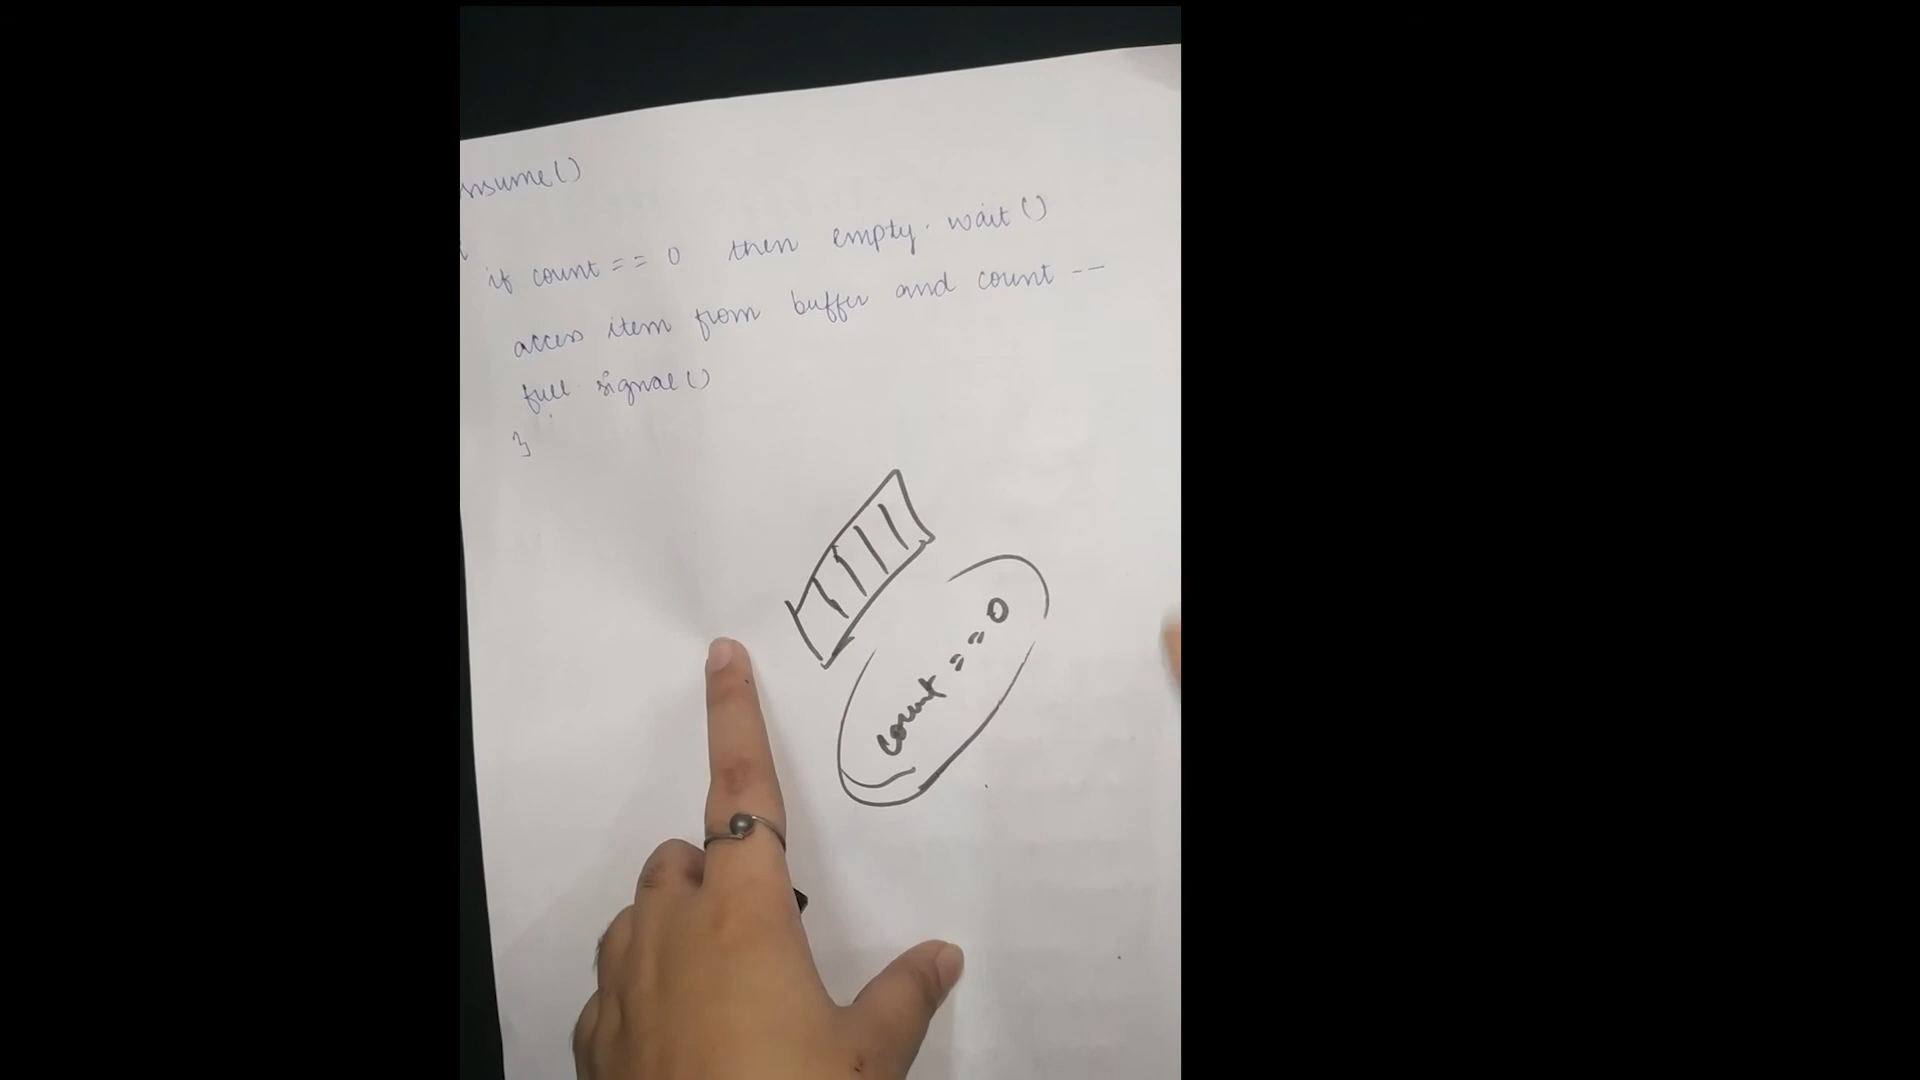 nsume()
{
if count == 0 then empty. wait()
access item from buffer and count --
full. signal()
}
count == 0